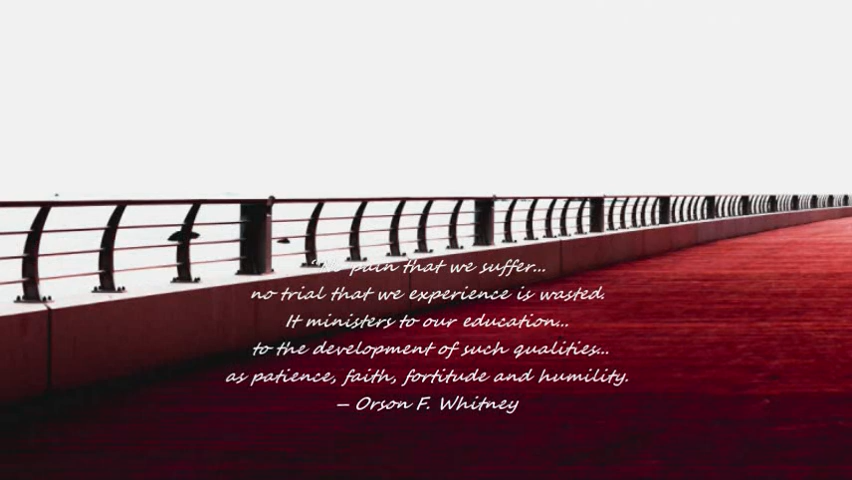 “No pain that we suffer...
no trial that we experience is wasted.
It ministers to our education...
to the development of such qualities...
as patience, faith, fortitude and humility.
– Orson F. Whitney